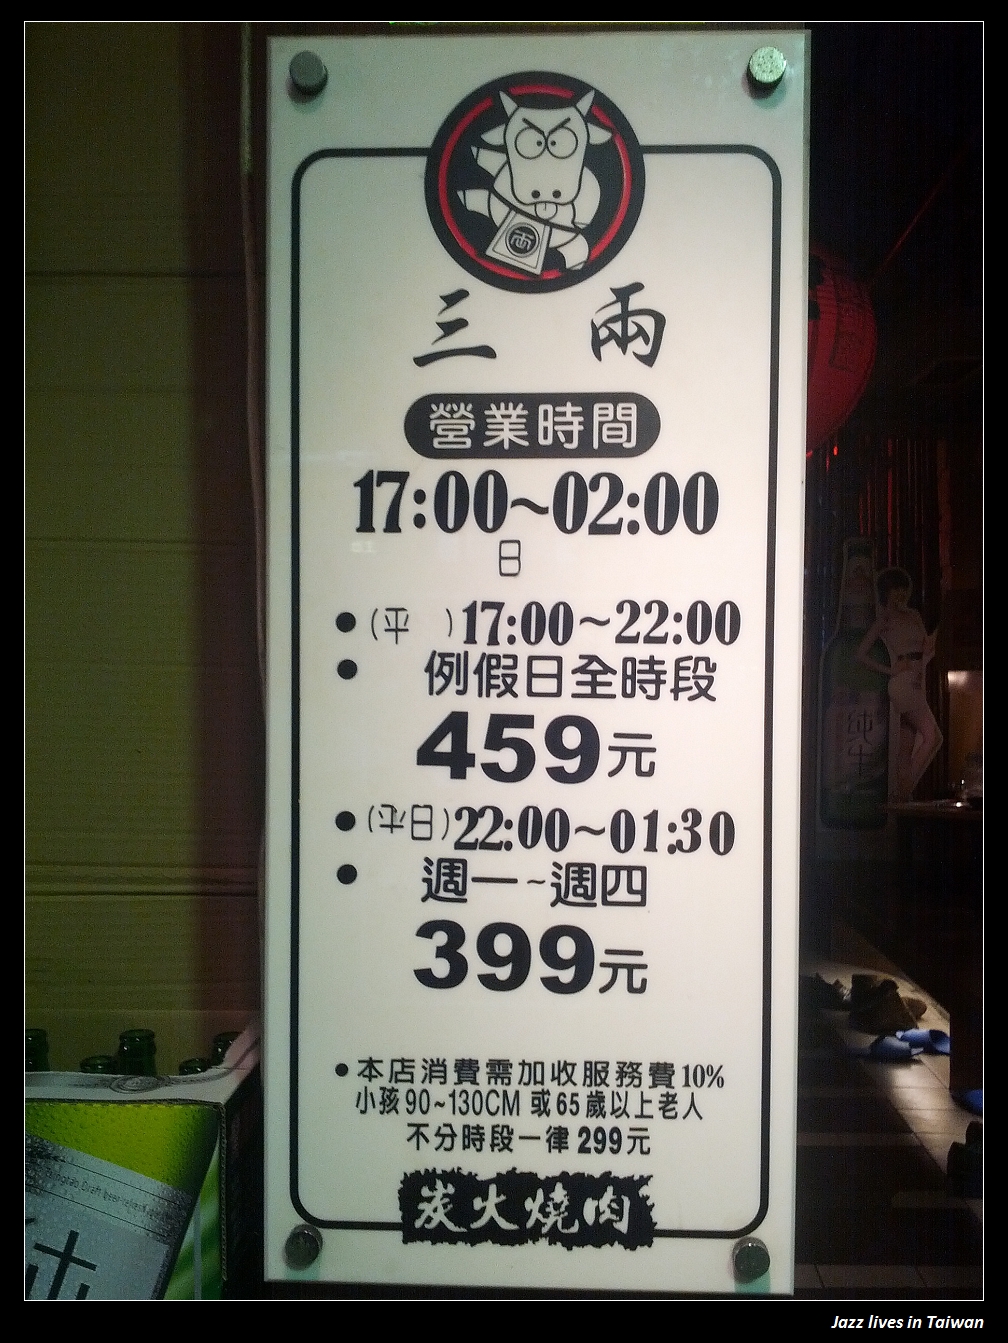 兩
三 兩
營業時間
17:00~02:00
日
•(平 )17:00~22:00
• 例假日全時段
459元
•(平日)22:00~01:30
• 週一~週四
399元
•本店消費需加收服務費10%
小孩90~130CM 或65歲以上老人
不分時段一律299元
炭火燒肉
Jazz lives in Taiwan